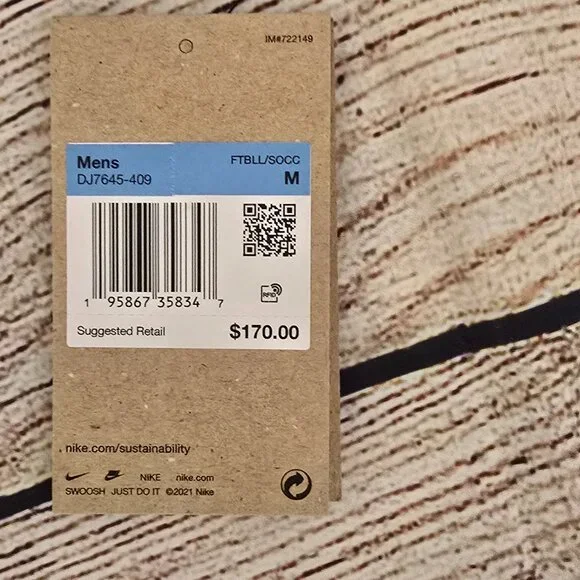 IM#722149
Mens FTBLL/SOCC
DJ7645-409 M
1 95867 35834 7
RFID
Suggested Retail $170.00
nike.com/sustainability
NIKE nike.com
SWOOSH JUST DO IT ©2021 Nike